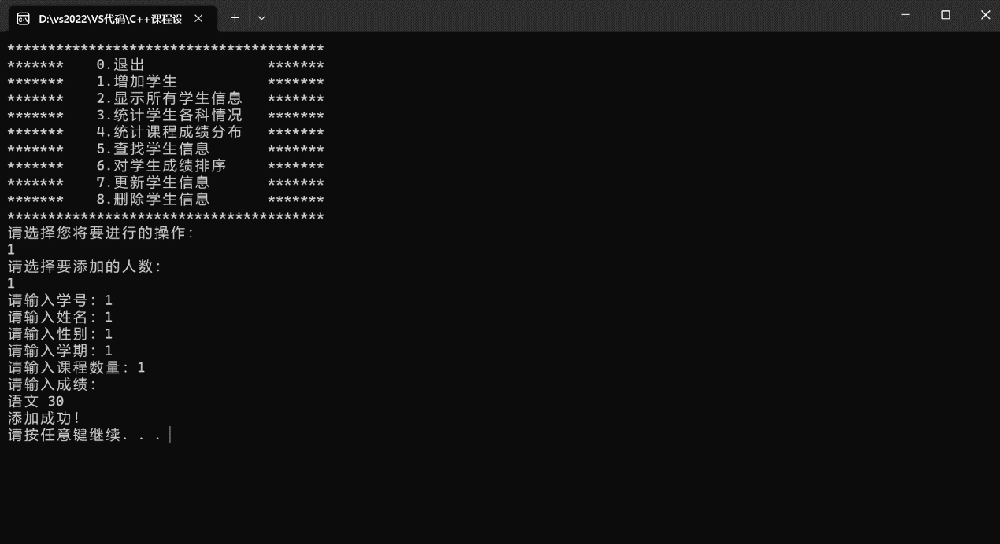 D:\vs2022\VS代码\C++课程设
***************************************
*******    0.退出               *******
*******    1.增加学生           *******
*******    2.显示所有学生信息   *******
*******    3.统计学生各科情况   *******
*******    4.统计课程成绩分布   *******
*******    5.查找学生信息       *******
*******    6.对学生成绩排序     *******
*******    7.更新学生信息       *******
*******    8.删除学生信息       *******
***************************************
请选择您将要进行的操作:
1
请选择要添加的人数:
1
请输入学号: 1
请输入姓名: 1
请输入性别: 1
请输入学期: 1
请输入课程数量: 1
请输入成绩:
语文 30
添加成功!
请按任意键继续. . .